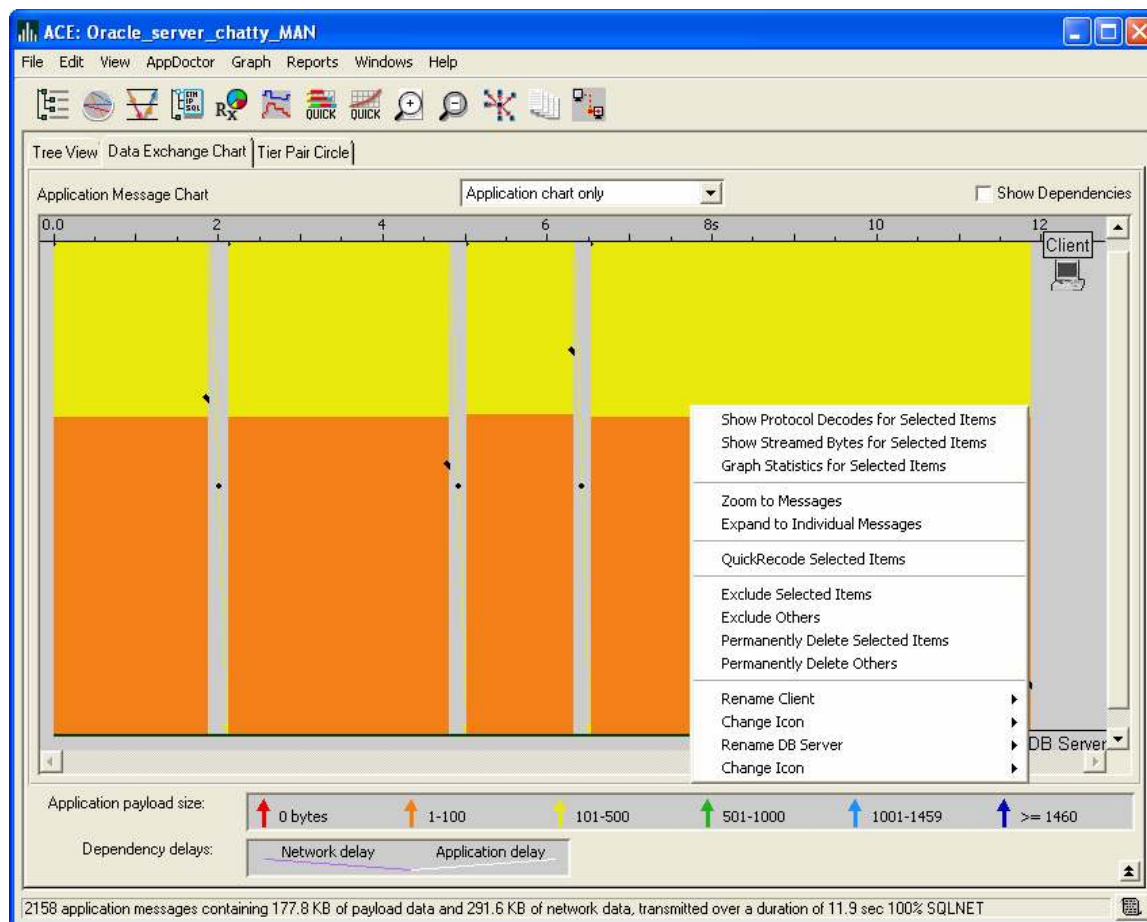 ACE: Oracle_server_chatty_MAN
File Edit View AppDoctor Graph Reports Windows Help
ETH IP SQL RX QUICK QUICK
Tree View Data Exchange Chart Tier Pair Circle
Application Message Chart Application chart only Show Dependencies
0.0 2 4 6 8s 10 12
Client
Show Protocol Decodes for Selected Items
Show Streamed Bytes for Selected Items
Graph Statistics for Selected Items
Zoom to Messages
Expand to Individual Messages
QuickRecode Selected Items
Exclude Selected Items
Exclude Others
Permanently Delete Selected Items
Permanently Delete Others
Rename Client
Change Icon
Rename DB Server
Change Icon
DB Server
Application payload size: 0 bytes 1-100 101-500 501-1000 1001-1459 >= 1460
Dependency delays: Network delay Application delay
2158 application messages containing 177.8 KB of payload data and 291.6 KB of network data, transmitted over a duration of 11.9 sec 100% SQLNET